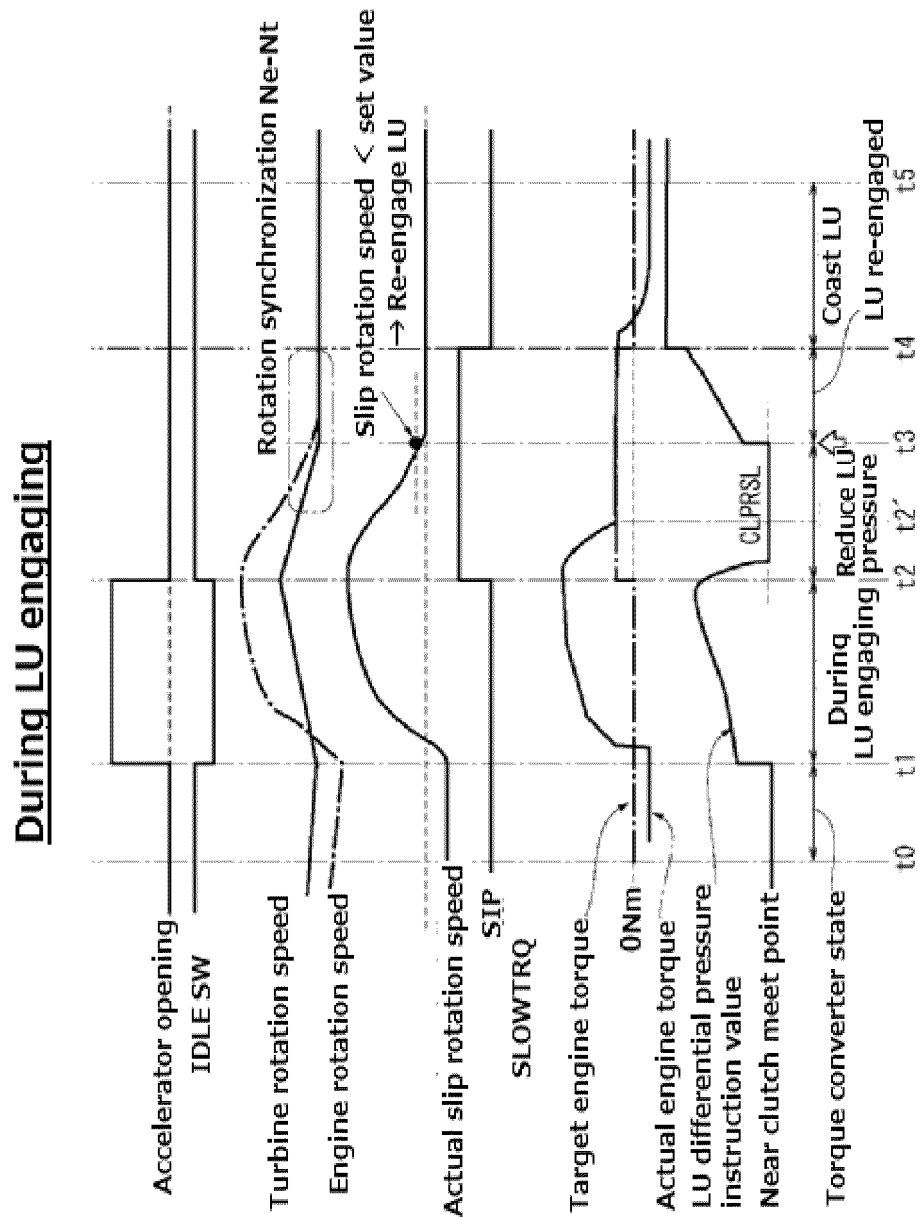 During LU engaging
Accelerator opening
IDLE SW
Turbine rotation speed
Engine rotation speed
Rotation synchronization Ne-Nt
Slip rotation speed < set value
→ Re-engage LU
Actual slip rotation speed
SIP
SLOWTRQ
Target engine torque
0Nm
Actual engine torque
LU differential pressure
instruction value
Near clutch meet point
CLPRSL
Torque converter state
During
LU engaging
Reduce LU
pressure
Coast LU
LU re-engaged
t0
t1
t2
t2'
t3
t4
t5